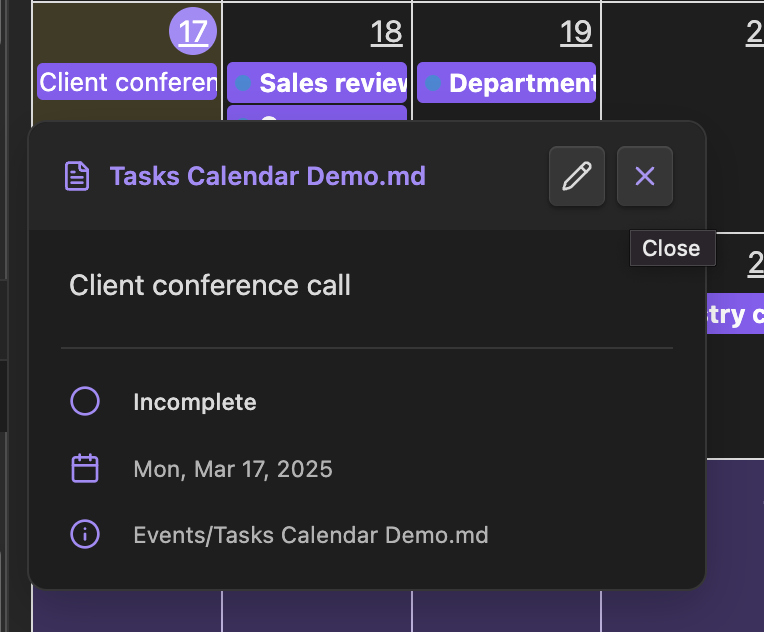 17
18
19
2
Client conferen
Sales review
Department
Tasks Calendar Demo.md
Close
2
Client conference call
try c
Incomplete
Mon, Mar 17, 2025
Events/Tasks Calendar Demo.md